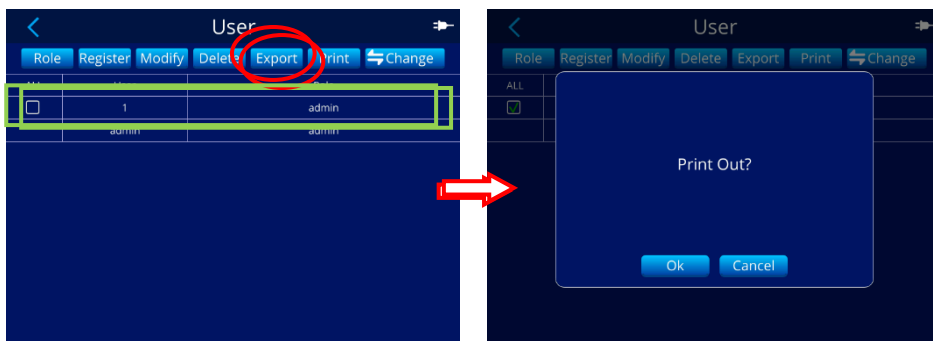 User
Role Register Modify Delete Export Print Change
1 admin
admin admin
User
Role Register Modify Delete Export Print Change
ALL
Print Out?
Ok Cancel